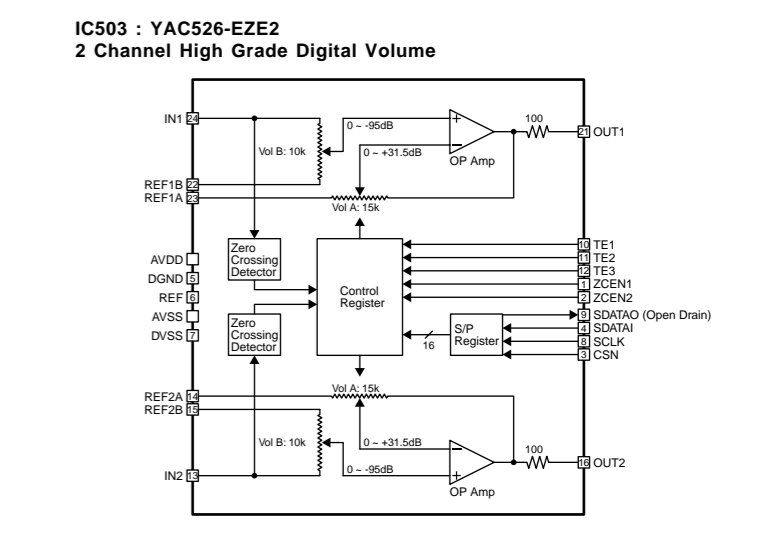 IC503 : YAC526-EZE2
2 Channel High Grade Digital Volume
IN1 24
REF1B 22
REF1A 23
Vol B: 10k
0 ~ -95dB
0 ~ +31.5dB
+
−
OP Amp
100
21 OUT1
Vol A: 15k
Zero
Crossing
Detector
AVDD
DGND 5
REF 6
AVSS
DVSS 7
Zero
Crossing
Detector
Control
Register
16
S/P
Register
10 TE1
11 TE2
12 TE3
1 ZCEN1
2 ZCEN2
9 SDATAO (Open Drain)
4 SDATAI
8 SCLK
3 CSN
REF2A 14
REF2B 15
Vol A: 15k
Vol B: 10k
0 ~ +31.5dB
0 ~ -95dB
−
+
OP Amp
100
16 OUT2
IN2 13